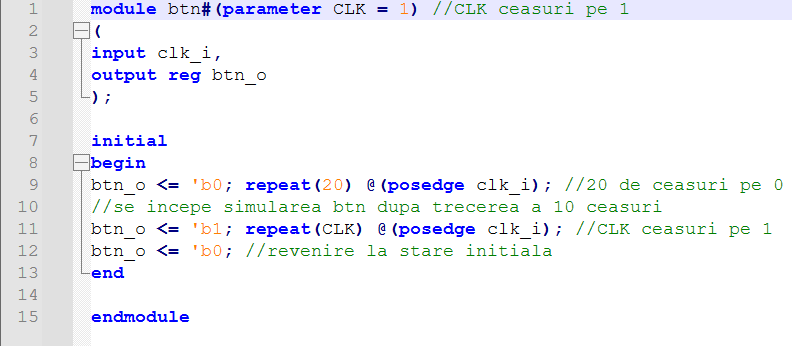 1 module btn#(parameter CLK = 1) //CLK ceasuri pe 1
2 (
3 input clk_i,
4 output reg btn_o
5 );
6
7 initial
8 begin
9 btn_o <= 'b0; repeat(20) @(posedge clk_i); //20 de ceasuri pe 0
10 //se incepe simularea btn dupa trecerea a 10 ceasuri
11 btn_o <= 'b1; repeat(CLK) @(posedge clk_i); //CLK ceasuri pe 1
12 btn_o <= 'b0; //revenire la stare initiala
13 end
14
15 endmodule